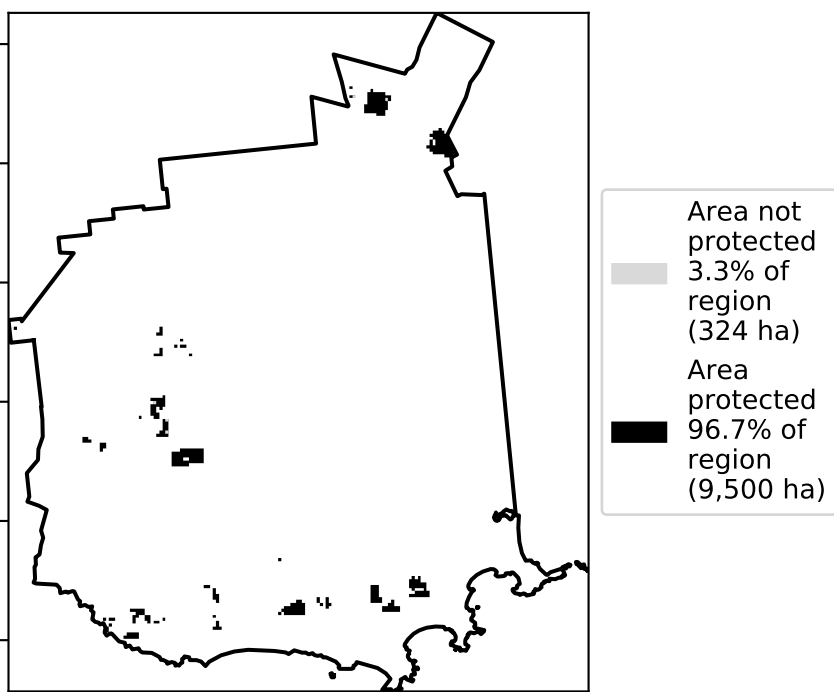 Area not
protected
3.3% of
region
(324 ha)
Area
protected
96.7% of
region
(9,500 ha)